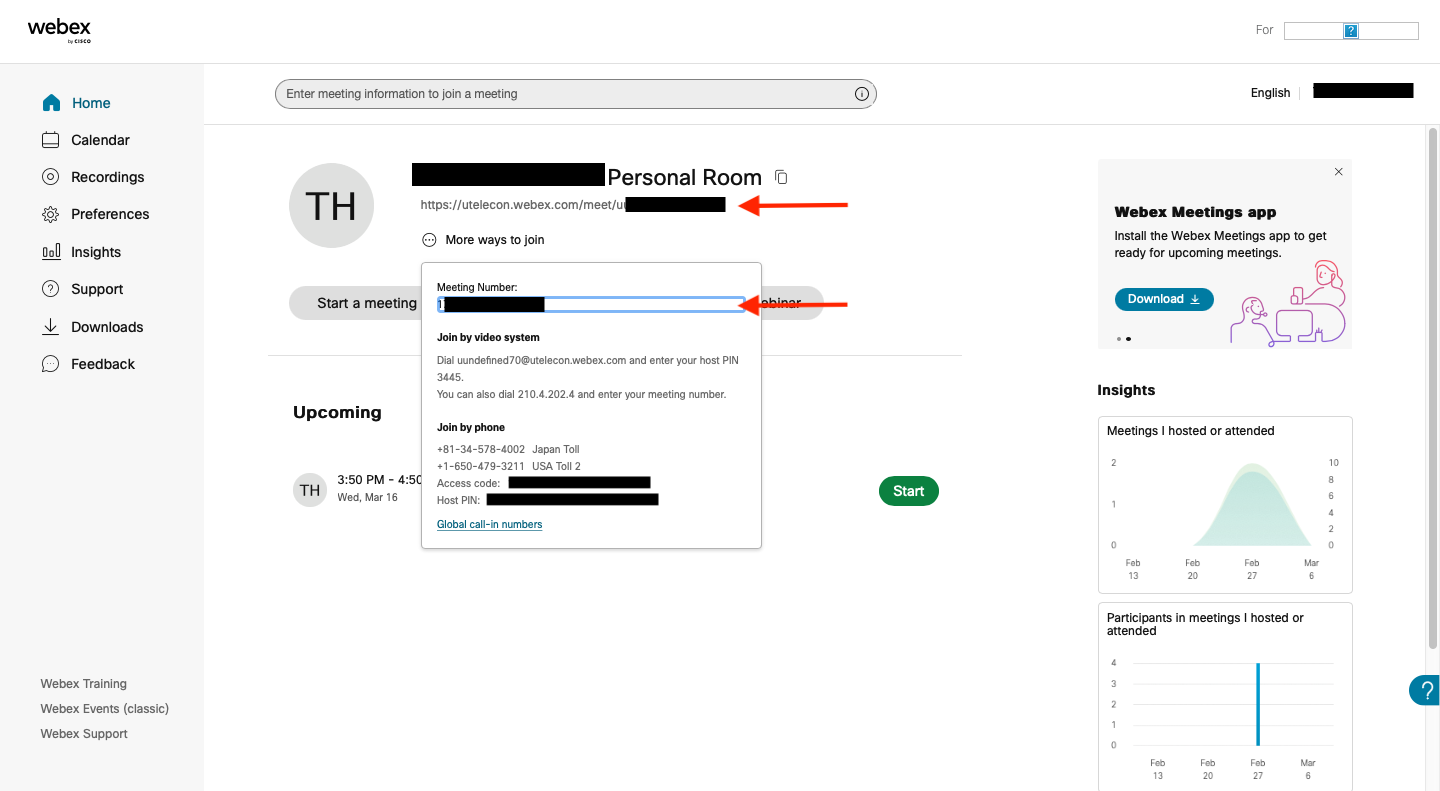 webex
by CISCO
For
Home
Calendar
Recordings
Preferences
Insights
Support
Downloads
Feedback
Webex Training
Webex Events (classic)
Webex Support
Enter meeting information to join a meeting
English
TH
Personal Room
https://utelecon.webex.com/meet/u
More ways to join
Start a meeting
Meeting Number:
Join by video system
Dial uundefined70@utelecon.webex.com and enter your host PIN
3445.
You can also dial 210.4.202.4 and enter your meeting number.
Join by phone
+81-34-578-4002 Japan Toll
+1-650-479-3211 USA Toll 2
Access code:
Host PIN:
Global call-in numbers
Upcoming
TH
3:50 PM - 4:50
Wed, Mar 16
Start
Webex Meetings app
Install the Webex Meetings app to get
ready for upcoming meetings.
Download
Insights
Meetings I hosted or attended
2
1
0
10
8
6
4
2
0
Feb Feb Feb Mar
13 20 27 6
Participants in meetings I hosted or
attended
4
3
2
1
0
Feb Feb Feb Mar
13 20 27 6
?